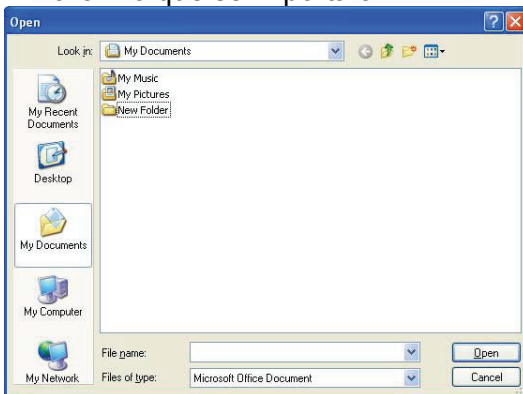 Open
Look in: My Documents
My Music
My Pictures
New Folder
My Recent
Documents
Desktop
My Documents
My Computer
My Network
File name:
Open
Files of type: Microsoft Office Document
Cancel